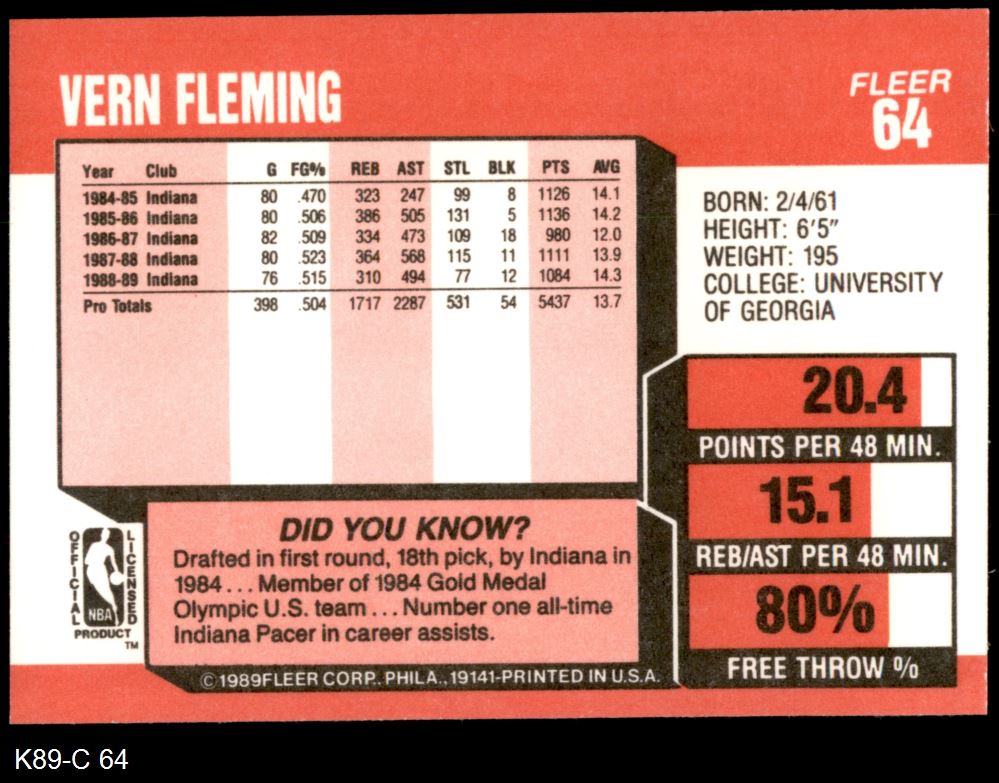 VERN FLEMING
FLEER
64
Year Club G FG% REB AST STL BLK PTS AVG
1984-85 Indiana 80 .470 323 247 99 8 1126 14.1
1985-86 Indiana 80 .506 386 505 131 5 1136 14.2
1986-87 Indiana 82 .509 334 473 109 18 980 12.0
1987-88 Indiana 80 .523 364 568 115 11 1111 13.9
1988-89 Indiana 76 .515 310 494 77 12 1084 14.3
Pro Totals 398 .504 1717 2287 531 54 5437 13.7
BORN: 2/4/61
HEIGHT: 6'5"
WEIGHT: 195
COLLEGE: UNIVERSITY
OF GEORGIA
20.4
POINTS PER 48 MIN.
15.1
REB/AST PER 48 MIN.
80%
FREE THROW %
DID YOU KNOW?
Drafted in first round, 18th pick, by Indiana in
1984 . . . Member of 1984 Gold Medal
Olympic U.S. team . . . Number one all-time
Indiana Pacer in career assists.
OFFICIAL
LICENSED
NBA
PRODUCT
TM
©1989FLEER CORP., PHILA., 19141-PRINTED IN U.S.A.
K89-C 64